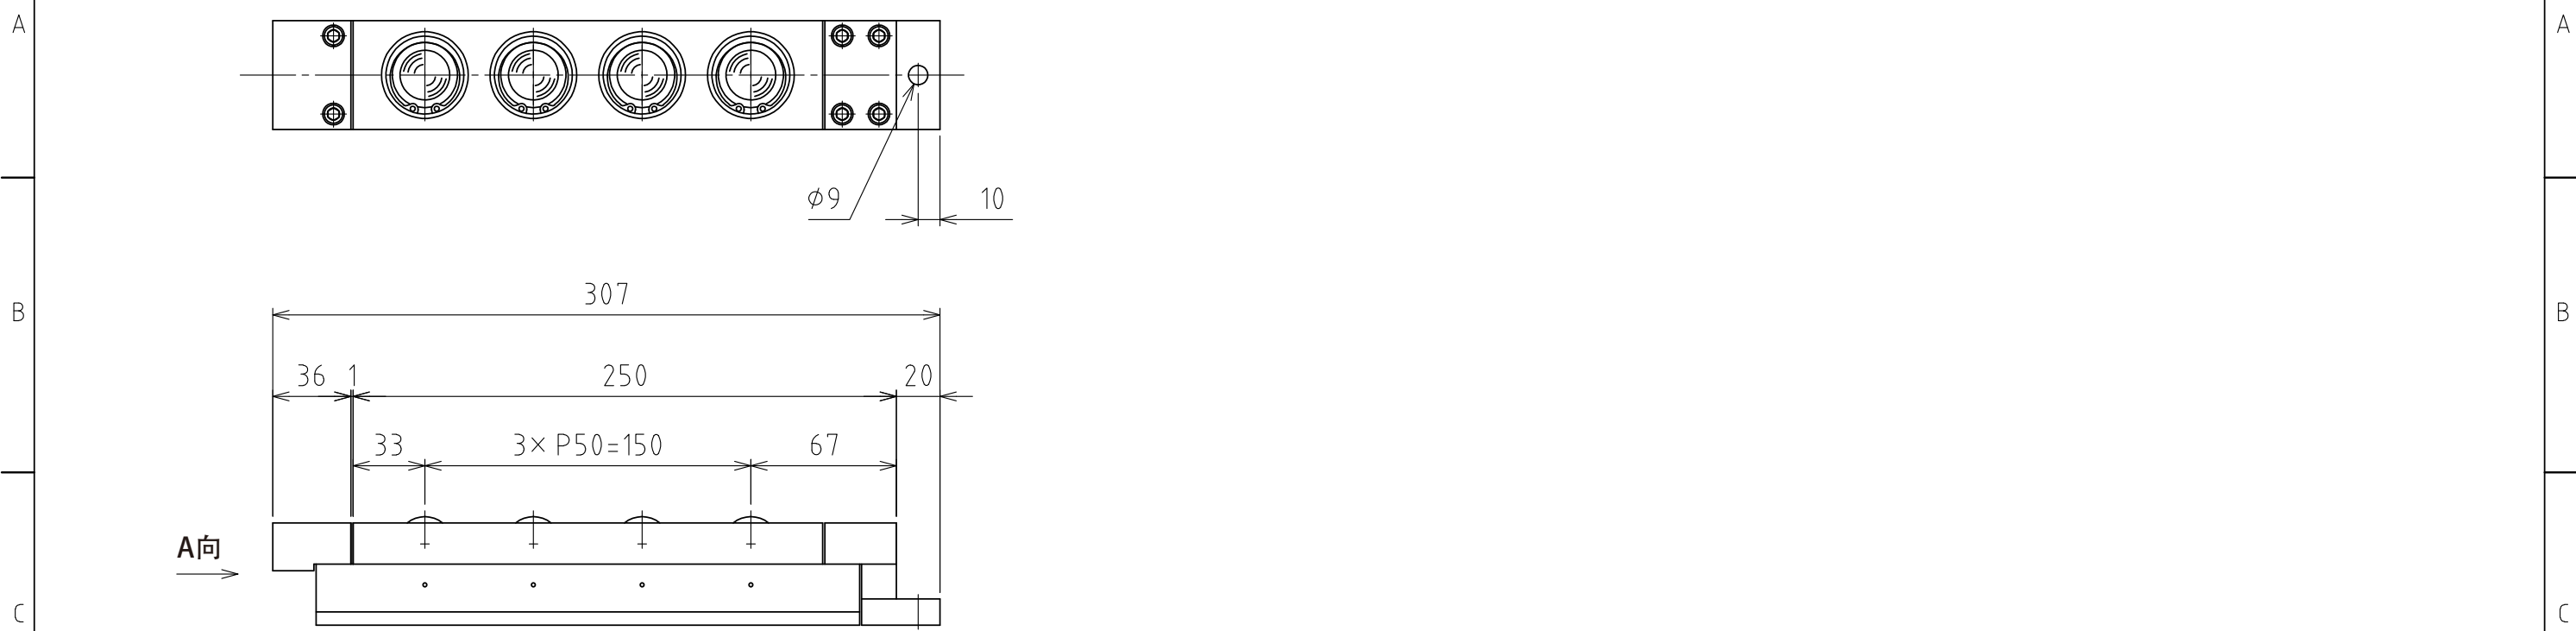 A A
φ9 10
B 307 B
36 1 250 20
33 3×P50=150 67
A向
C C